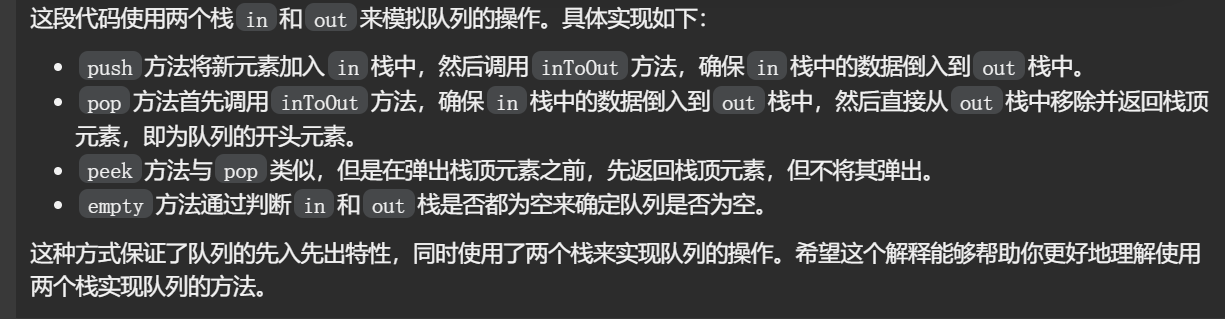 这段代码使用两个栈 in 和 out 来模拟队列的操作。具体实现如下：
• push 方法将新元素加入 in 栈中，然后调用 inToOut 方法，确保 in 栈中的数据倒入到 out 栈中。
• pop 方法首先调用 inToOut 方法，确保 in 栈中的数据倒入到 out 栈中，然后直接从 out 栈中移除并返回栈顶
元素，即为队列的开头元素。
• peek 方法与 pop 类似，但是在弹出栈顶元素之前，先返回栈顶元素，但不将其弹出。
• empty 方法通过判断 in 和 out 栈是否都为空来确定队列是否为空。
这种方式保证了队列的先入先出特性，同时使用了两个栈来实现队列的操作。希望这个解释能够帮助你更好地理解使用
两个栈实现队列的方法。